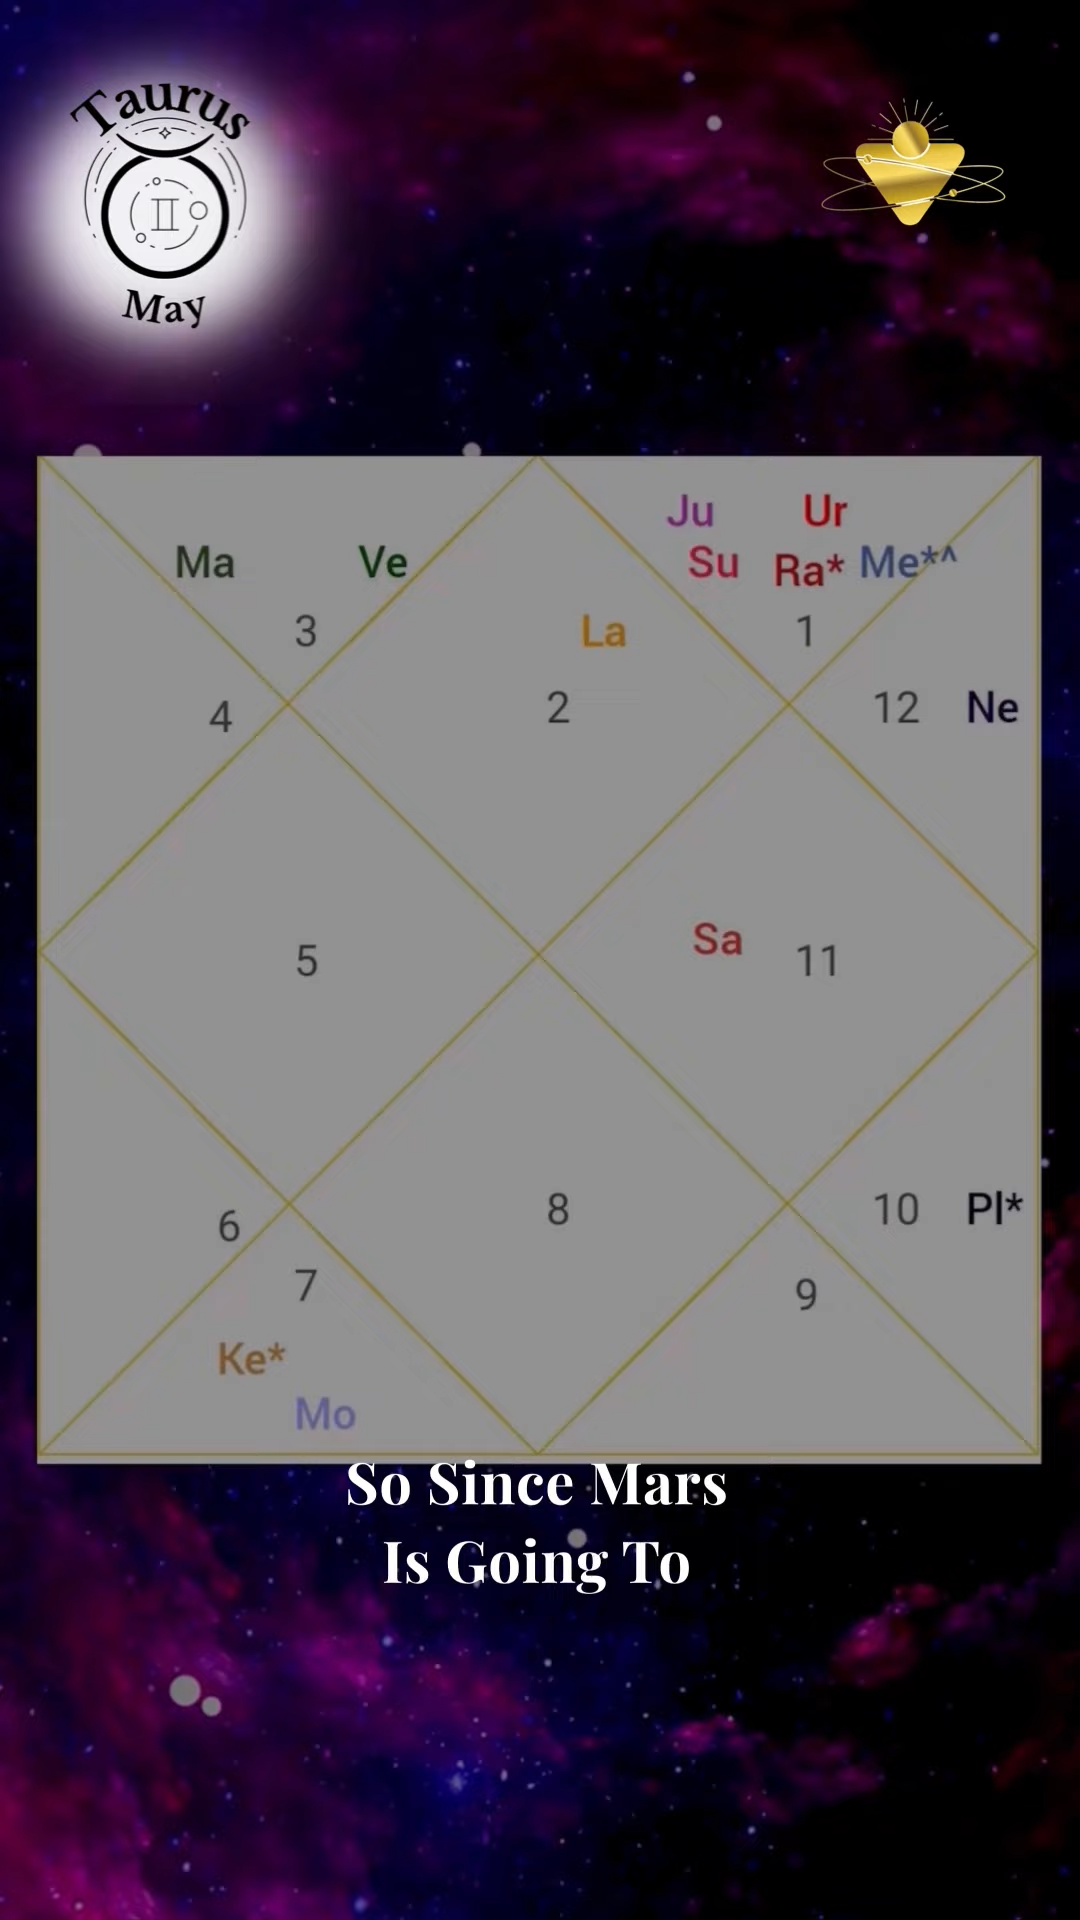 Taurus
♊
May
Ju Ur
Ma Ve Su Ra* Me*^
3 La 1
4 2 12 Ne
5 Sa 11
6 8 10 Pl*
7 9
Ke*
Mo
So Since Mars
Is Going To